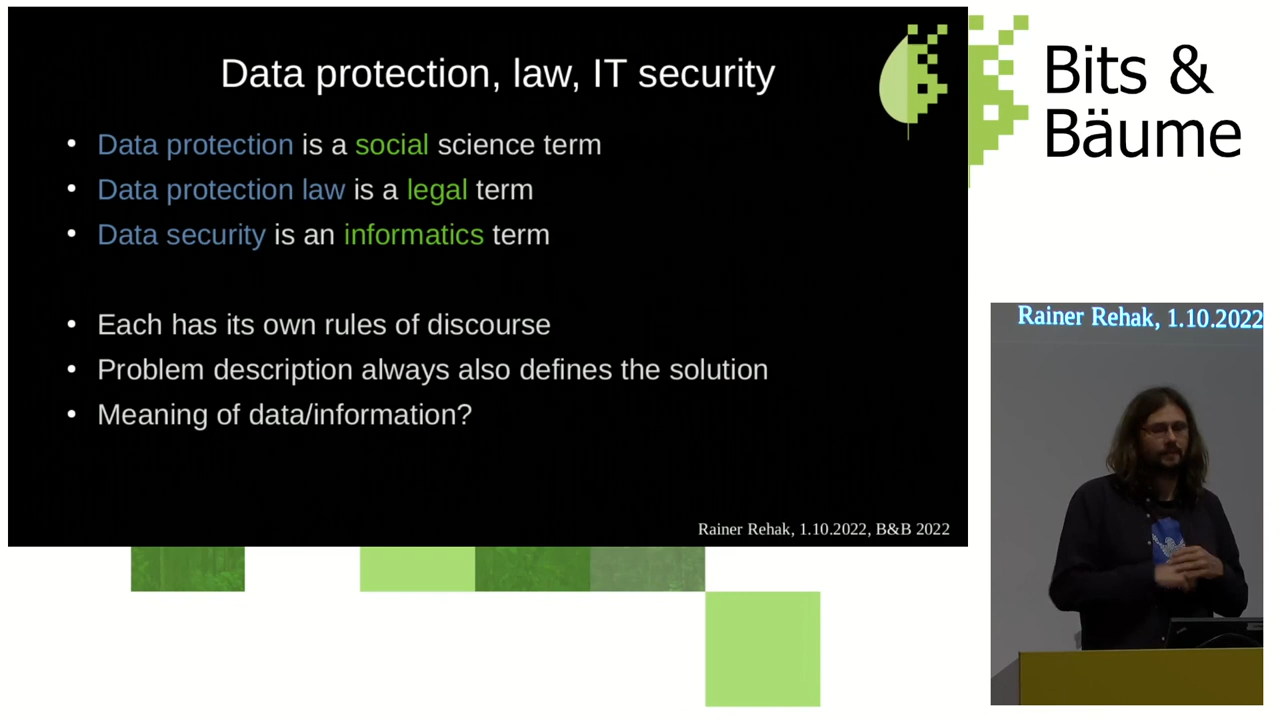 Data protection, law, IT security
• Data protection is a social science term
• Data protection law is a legal term
• Data security is an informatics term
• Each has its own rules of discourse
• Problem description always also defines the solution
• Meaning of data/information?
Rainer Rehak, 1.10.2022, B&B 2022
Bits &
Bäume
Rainer Rehak, 1.10.2022